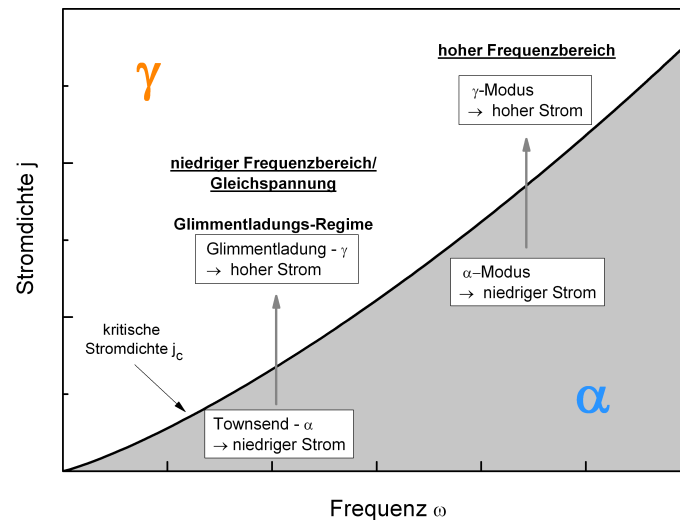 γ
hoher Frequenzbereich
γ-Modus
→ hoher Strom
niedriger Frequenzbereich/
Gleichspannung
Glimmentladungs-Regime
Glimmentladung - γ
→ hoher Strom
α–Modus
→ niedriger Strom
kritische
Stromdichte jc
Townsend - α
→ niedriger Strom
α
Stromdichte j
Frequenz ω